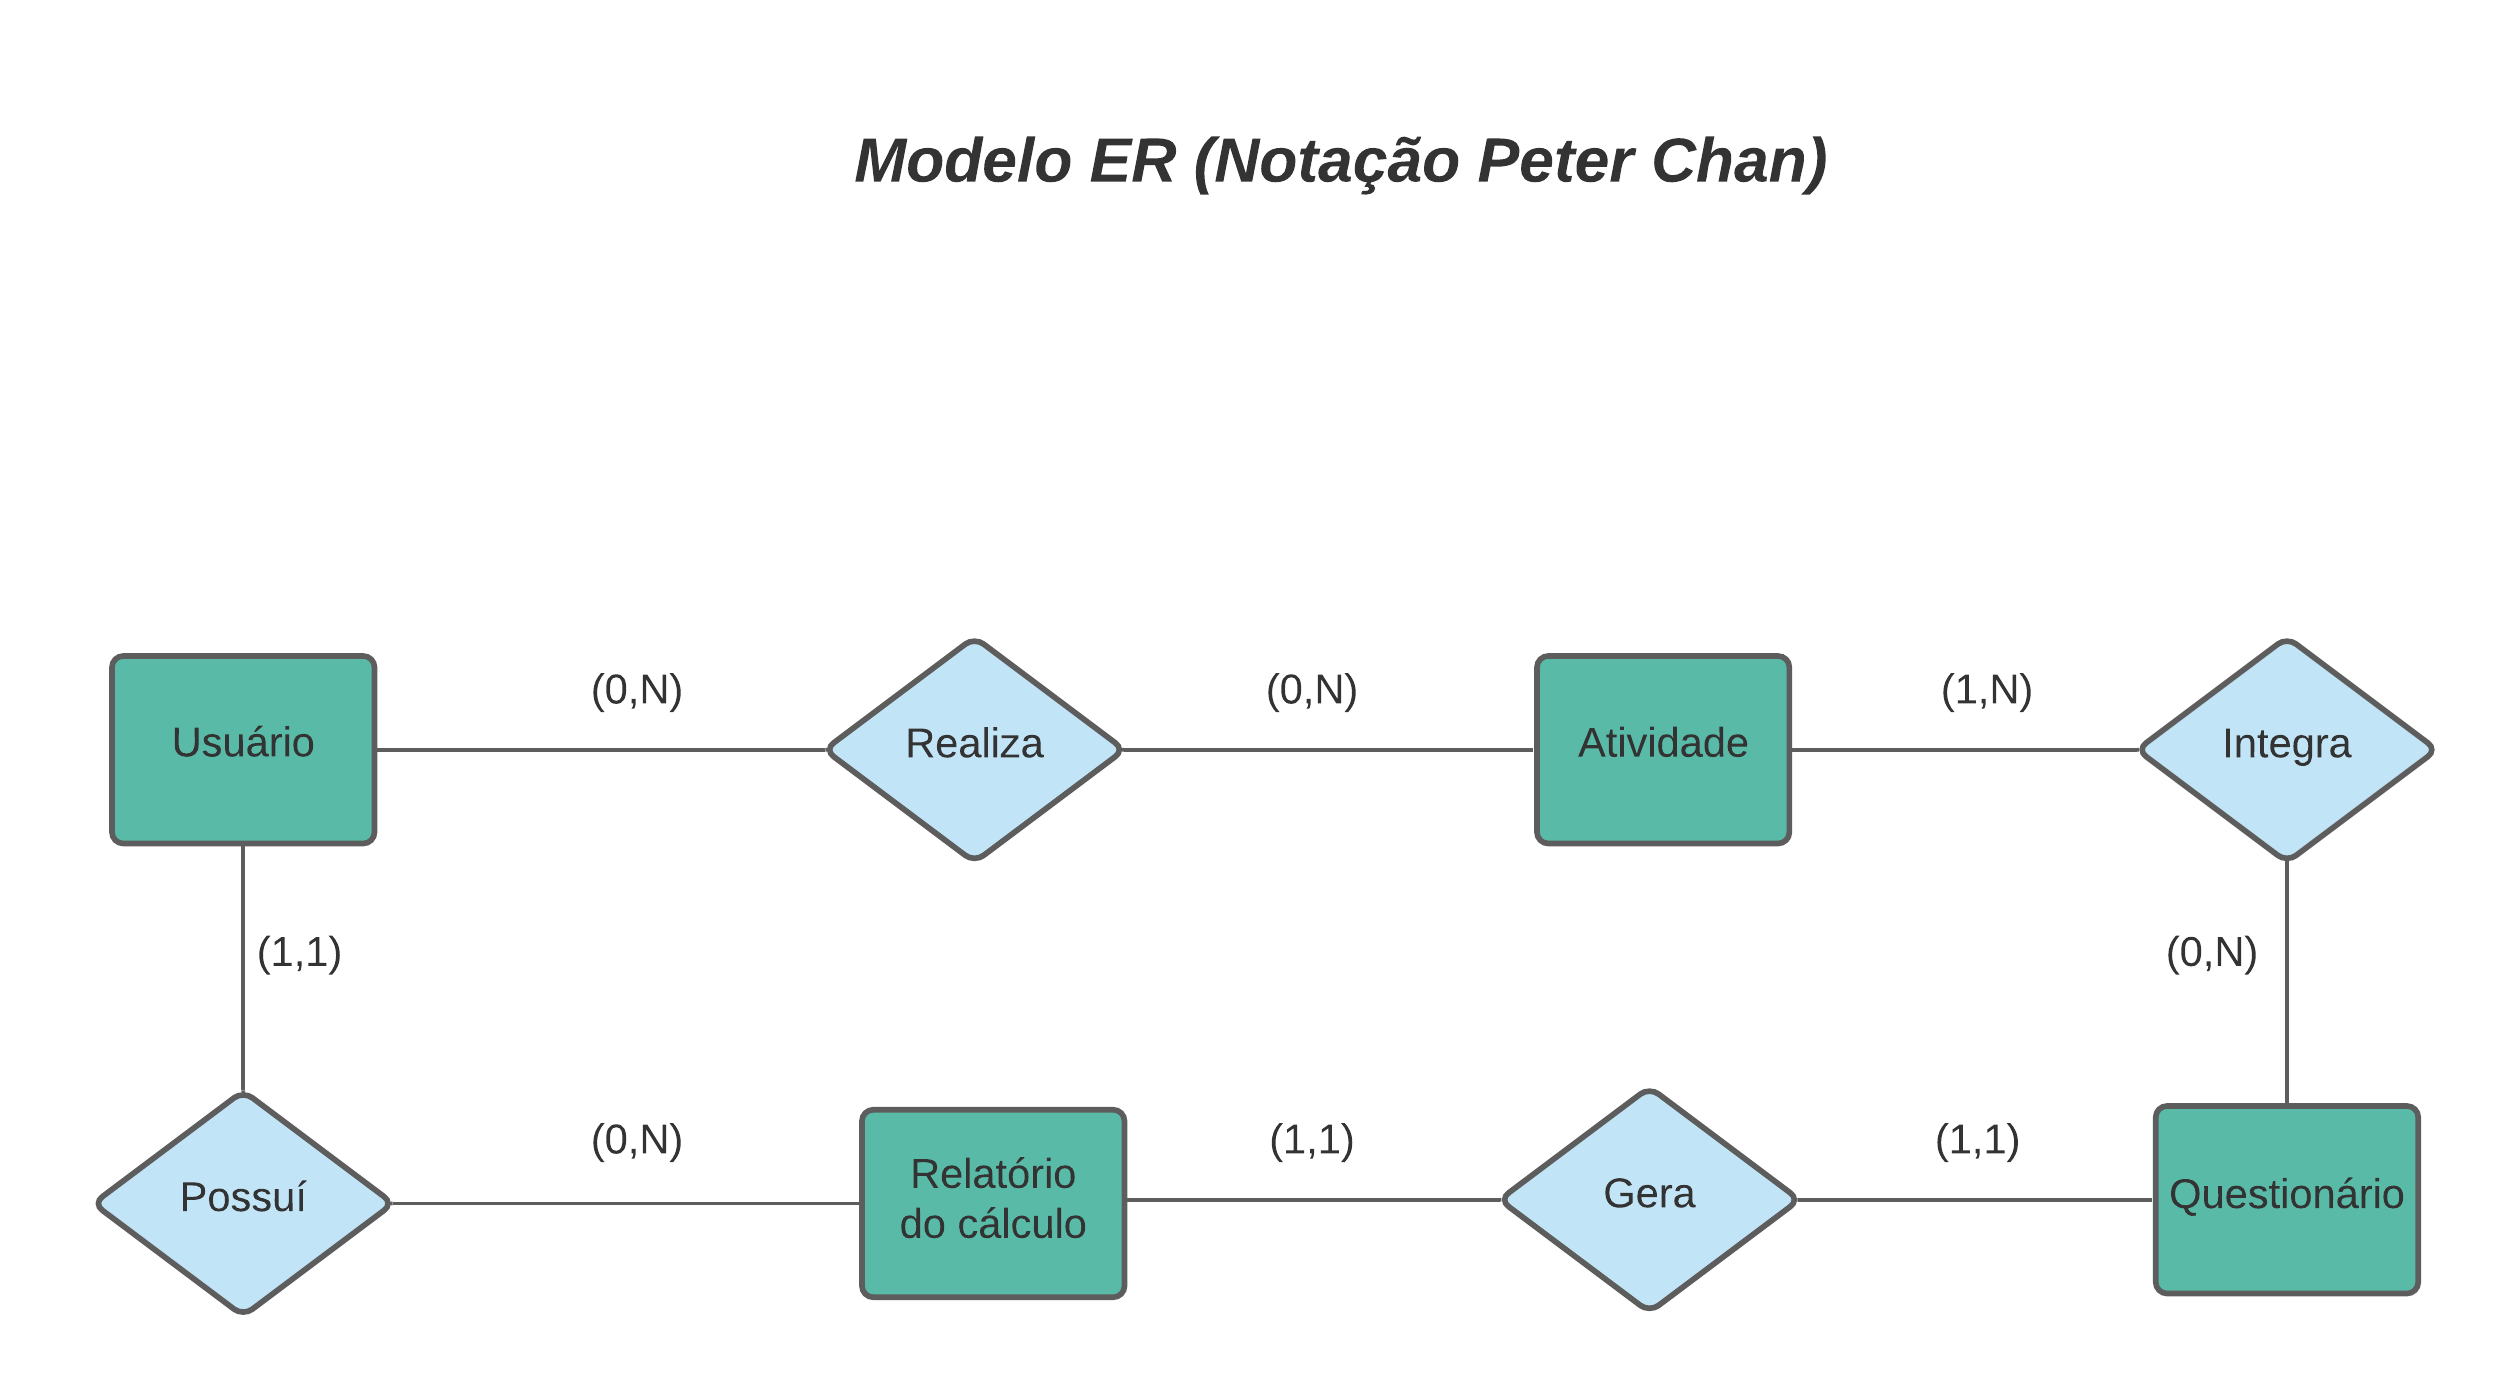 Modelo ER (Notação Peter Chan)
(0,N)
(0,N)
(1,N)
Usuário
Realiza
Atividade
Integra
(1,1)
(0,N)
(0,N)
(1,1)
(1,1)
Possuí
Relatório
do cálculo
Gera
Questionário